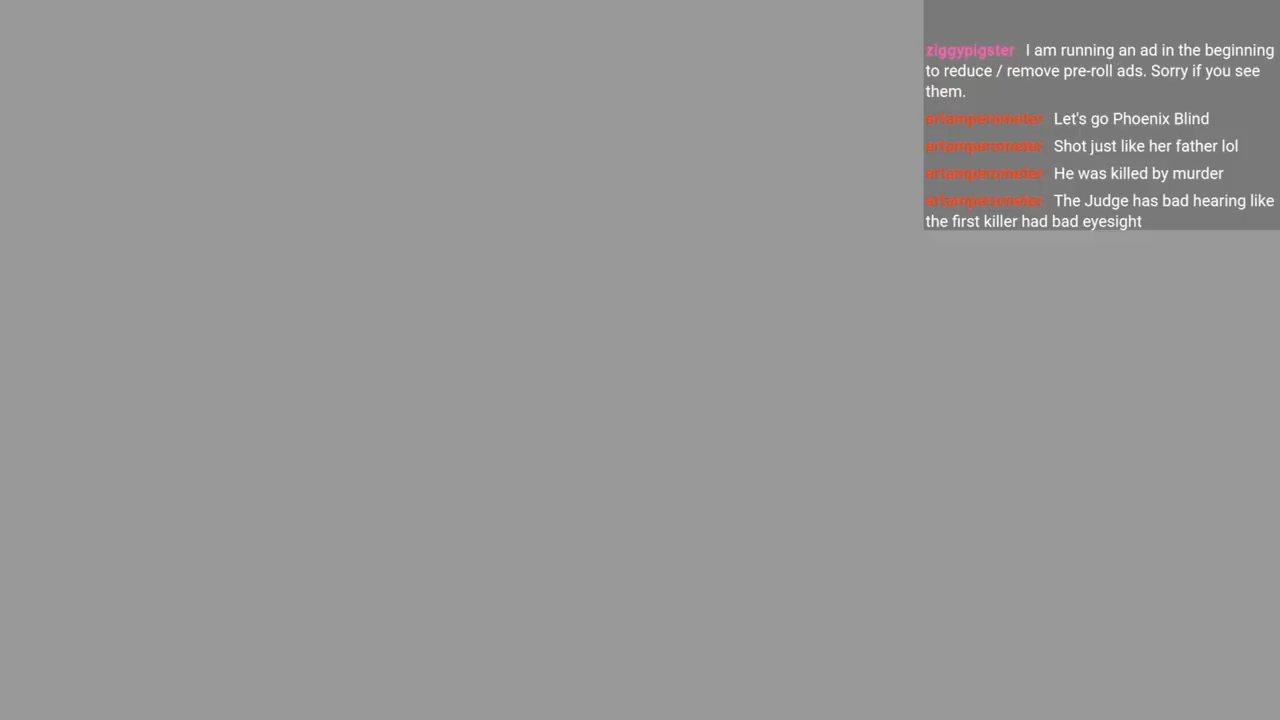 ziggypigster I am running an ad in the beginning
to reduce / remove pre-roll ads. Sorry if you see
them.
artamperometer Let's go Phoenix Blind
artamperometer Shot just like her father lol
artamperometer He was killed by murder
artamperometer The Judge has bad hearing like
the first killer had bad eyesight